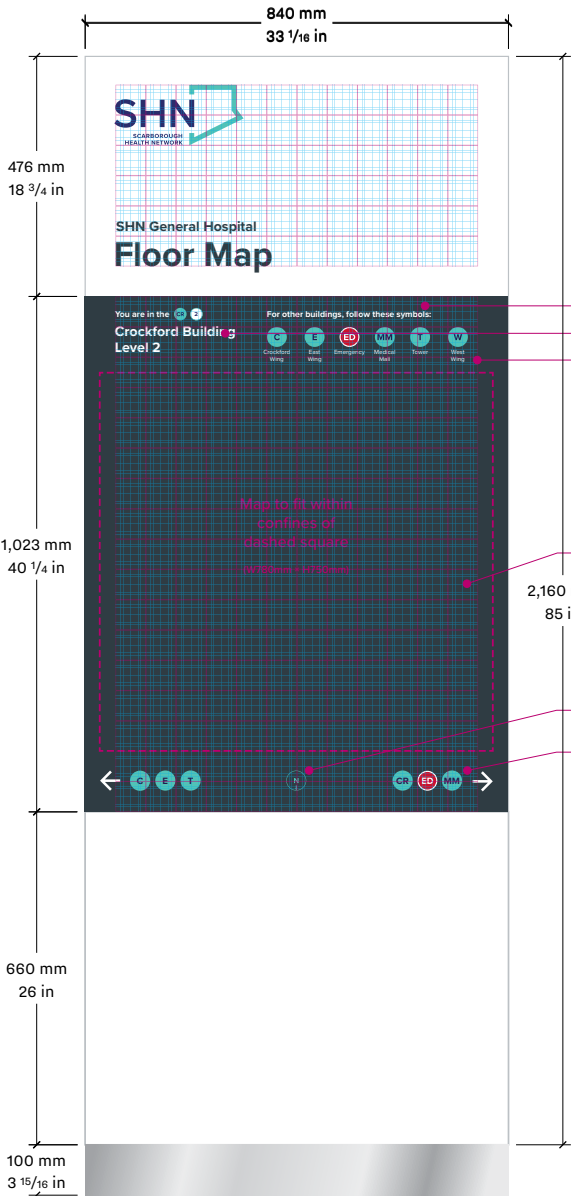 840 mm
33 1/16 in
476 mm
18 3/4 in
SHN
SCARBOROUGH
HEALTH NETWORK
SHN General Hospital
Floor Map
You are in the CR 2
Crockford Building
Level 2
For other buildings, follow these symbols:
C E ED MM T W
Crockford Wing
East Wing
Emergency
Medical Mall
Tower
West Wing
Map to fit within
confines of
dashed square
1,023 mm
40 1/4 in
2,160
85 i
C E T
N
CR ED MM
660 mm
26 in
100 mm
3 15/16 in